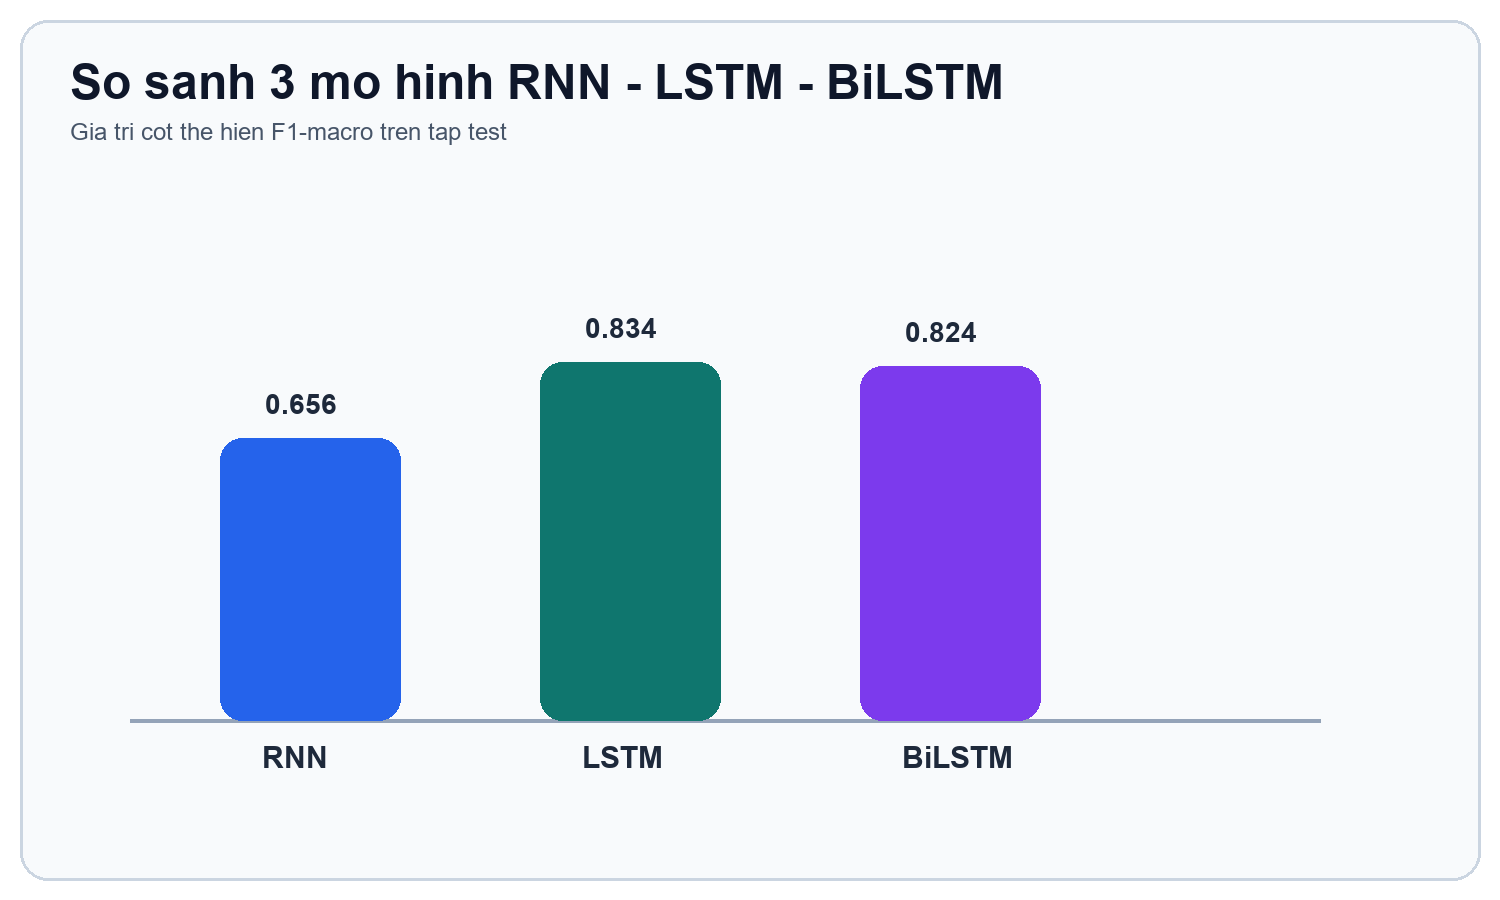 So sanh 3 mo hinh RNN - LSTM - BiLSTM
Gia tri cot the hien F1-macro tren tap test
0.656
0.834
0.824
RNN
LSTM
BiLSTM